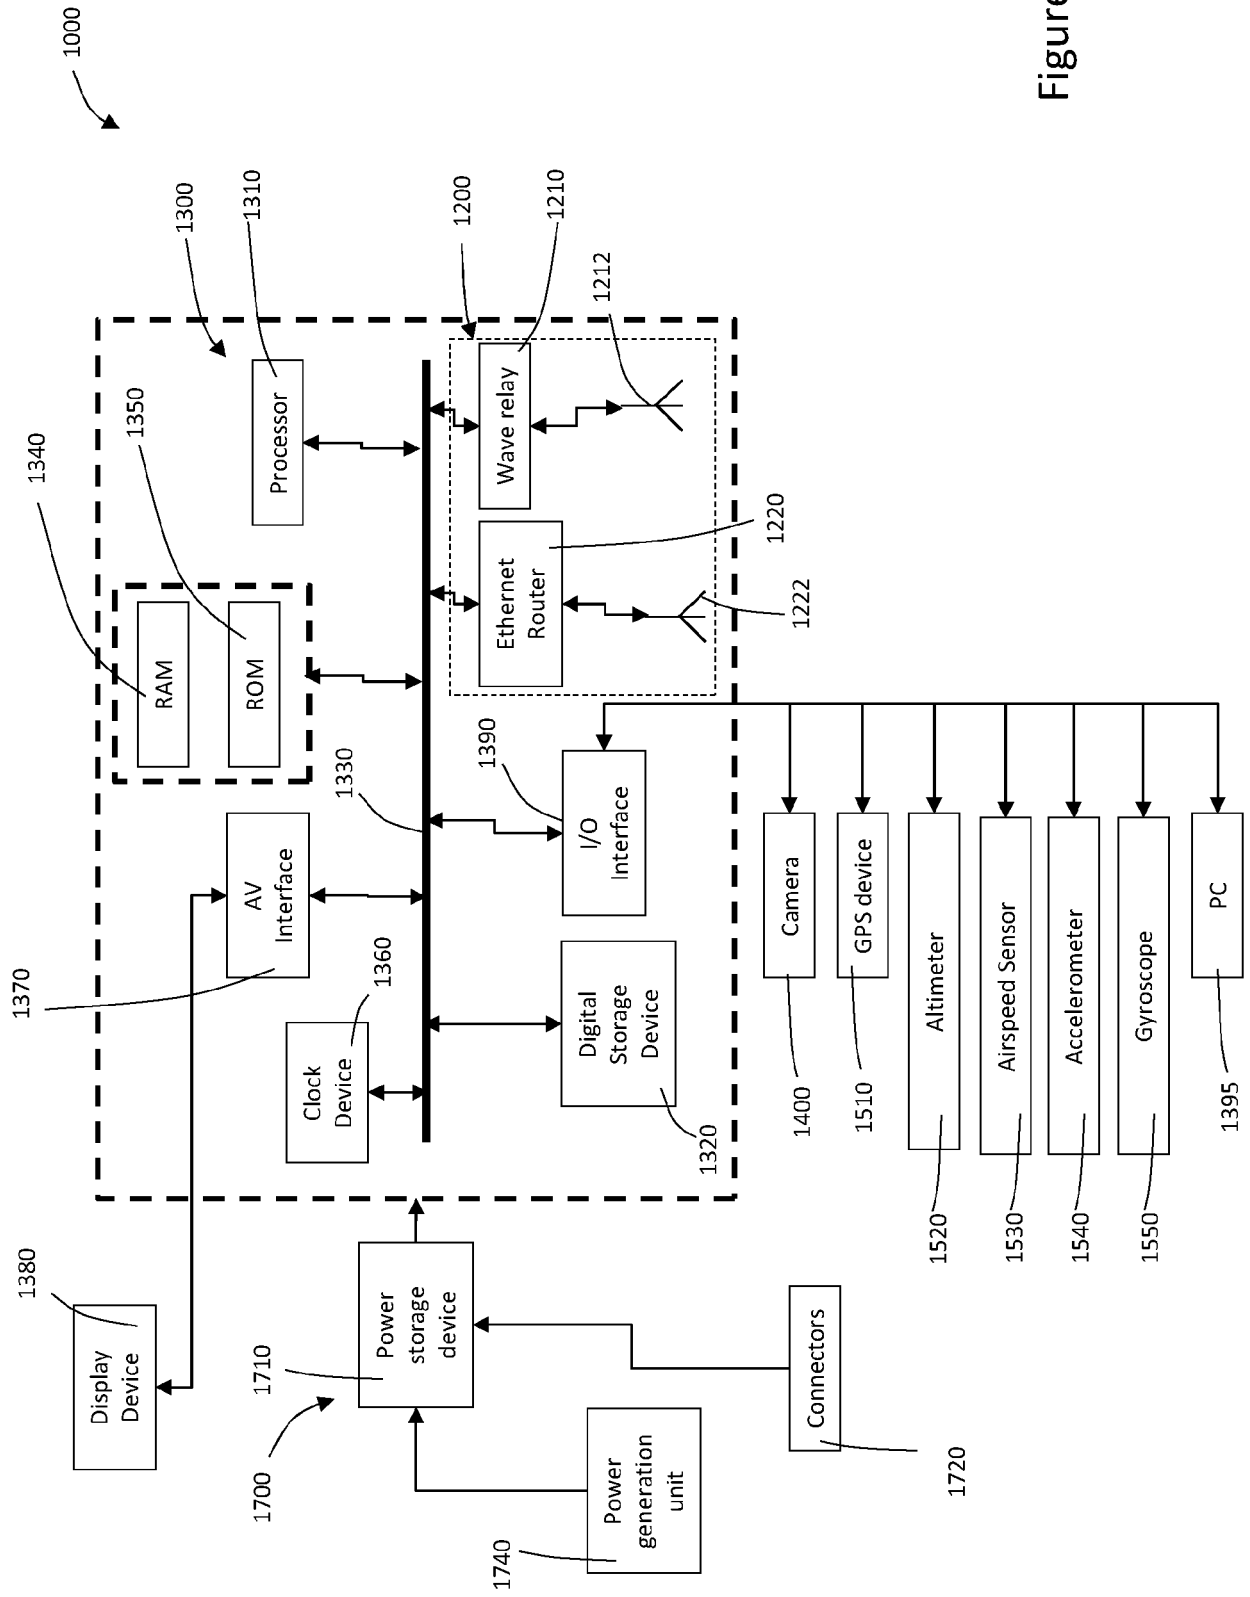 1000
1300
1310
1340
1350
RAM
ROM
Processor
1200
1210
1212
Wave relay
Ethernet
Router
1220
1222
1330
1390
I/O
Interface
AV
Interface
1370
1360
Clock
Device
Digital
Storage
Device
1320
1380
Display
Device
1700
1710
Power
storage
device
Power
generation
unit
1740
Connectors
1720
Camera
1400
GPS device
1510
Altimeter
1520
Airspeed Sensor
1530
Accelerometer
1540
Gyroscope
1550
PC
1395
Figure